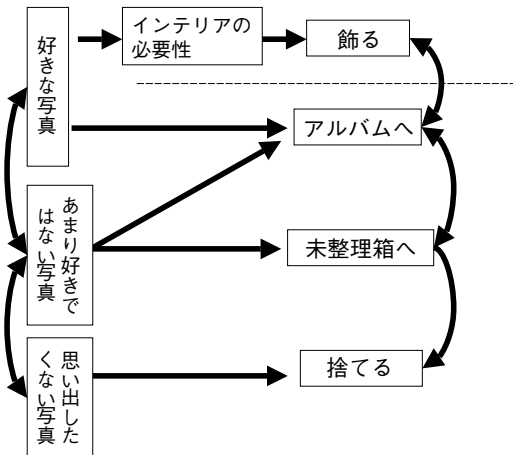 好きな写真
インテリアの
必要性
飾る
アルバムへ
あまり好きで
はない写真
未整理箱へ
思い出した
くない写真
捨てる